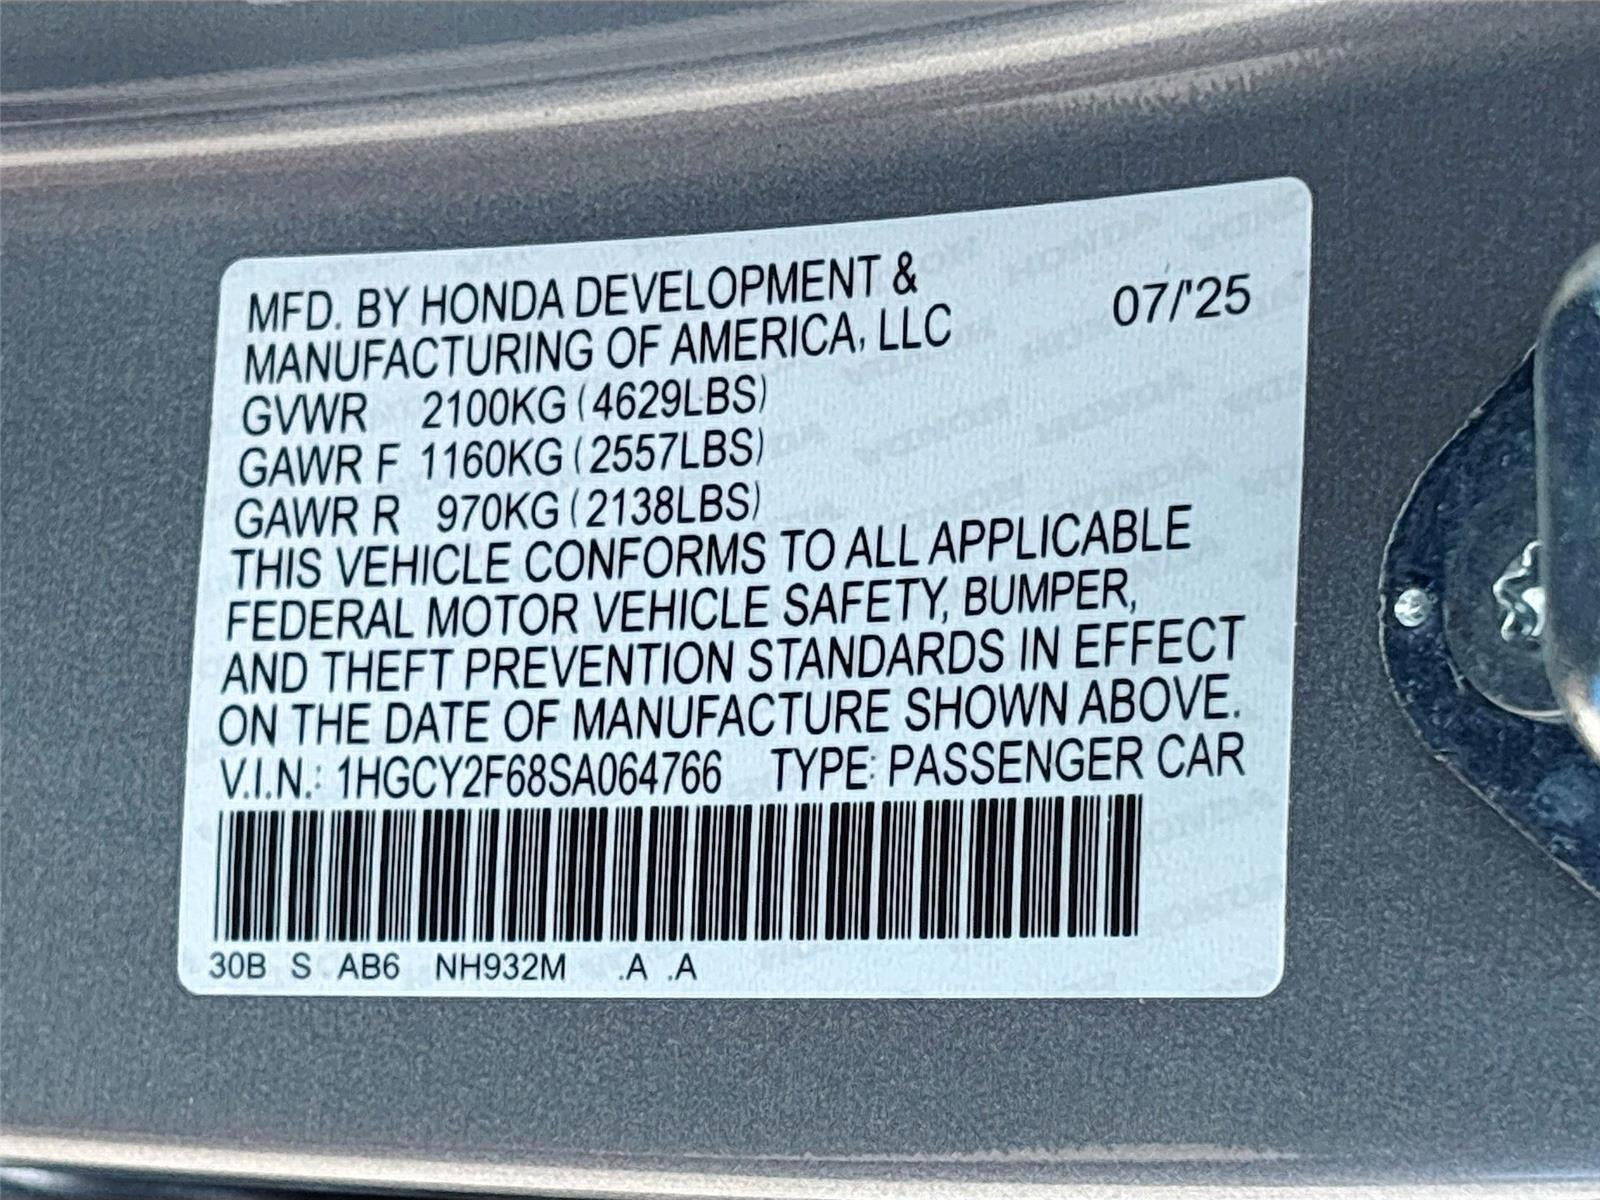 MFD. BY HONDA DEVELOPMENT &
MANUFACTURING OF AMERICA, LLC
07/'25
GVWR 2100KG (4629LBS)
GAWR F 1160KG (2557LBS)
GAWR R 970KG (2138LBS)
THIS VEHICLE CONFORMS TO ALL APPLICABLE
FEDERAL MOTOR VEHICLE SAFETY, BUMPER,
AND THEFT PREVENTION STANDARDS IN EFFECT
ON THE DATE OF MANUFACTURE SHOWN ABOVE.
V.I.N.: 1HGCY2F68SA064766 TYPE: PASSENGER CAR
30B S AB6 NH932M .A .A